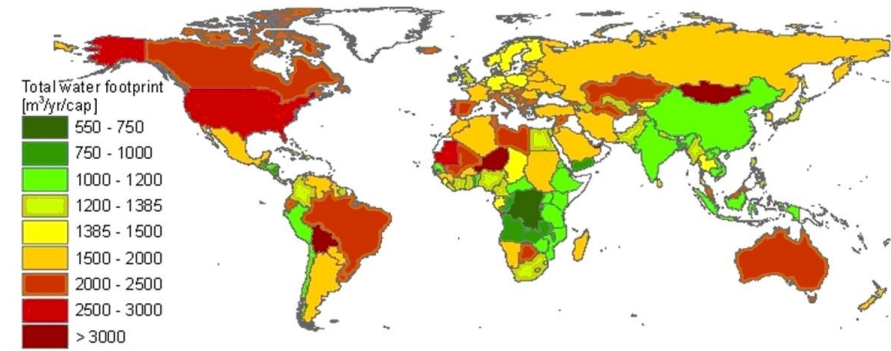 Total water footprint
[m³/yr/cap]
550 - 750
750 - 1000
1000 - 1200
1200 - 1385
1385 - 1500
1500 - 2000
2000 - 2500
2500 - 3000
> 3000